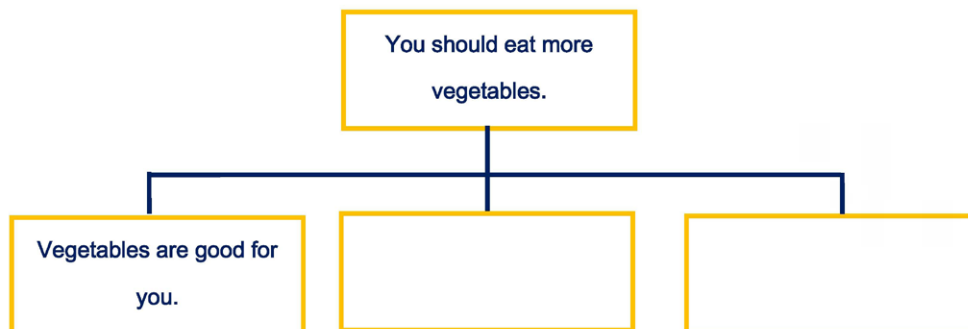 You should eat more
vegetables.
Vegetables are good for
you.